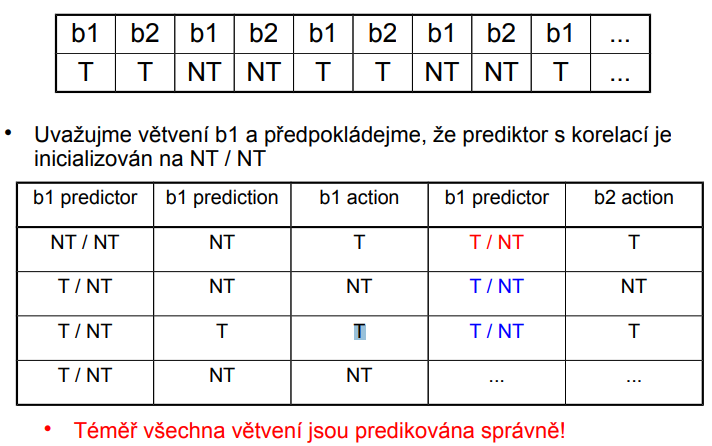 b1 b2 b1 b2 b1 b2 b1 b2 b1 ...
T T NT NT T T NT NT T ...
• Uvažujme větvení b1 a předpokládejme, že prediktor s korelací je
inicializován na NT / NT
b1 predictor b1 prediction b1 action b1 predictor b2 action
NT / NT NT T T / NT T
T / NT NT NT T / NT NT
T / NT T T T / NT T
T / NT NT NT ... ...
• Téměř všechna větvení jsou predikována správně!